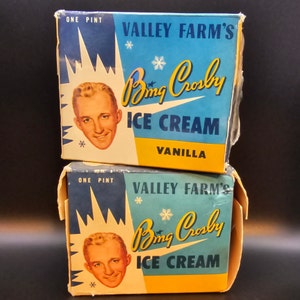 ONE PINT
VALLEY FARM'S
Bing Crosby
ICE CREAM
VANILLA
ONE PINT
VALLEY FARM'S
Bing Crosby
ICE CREAM